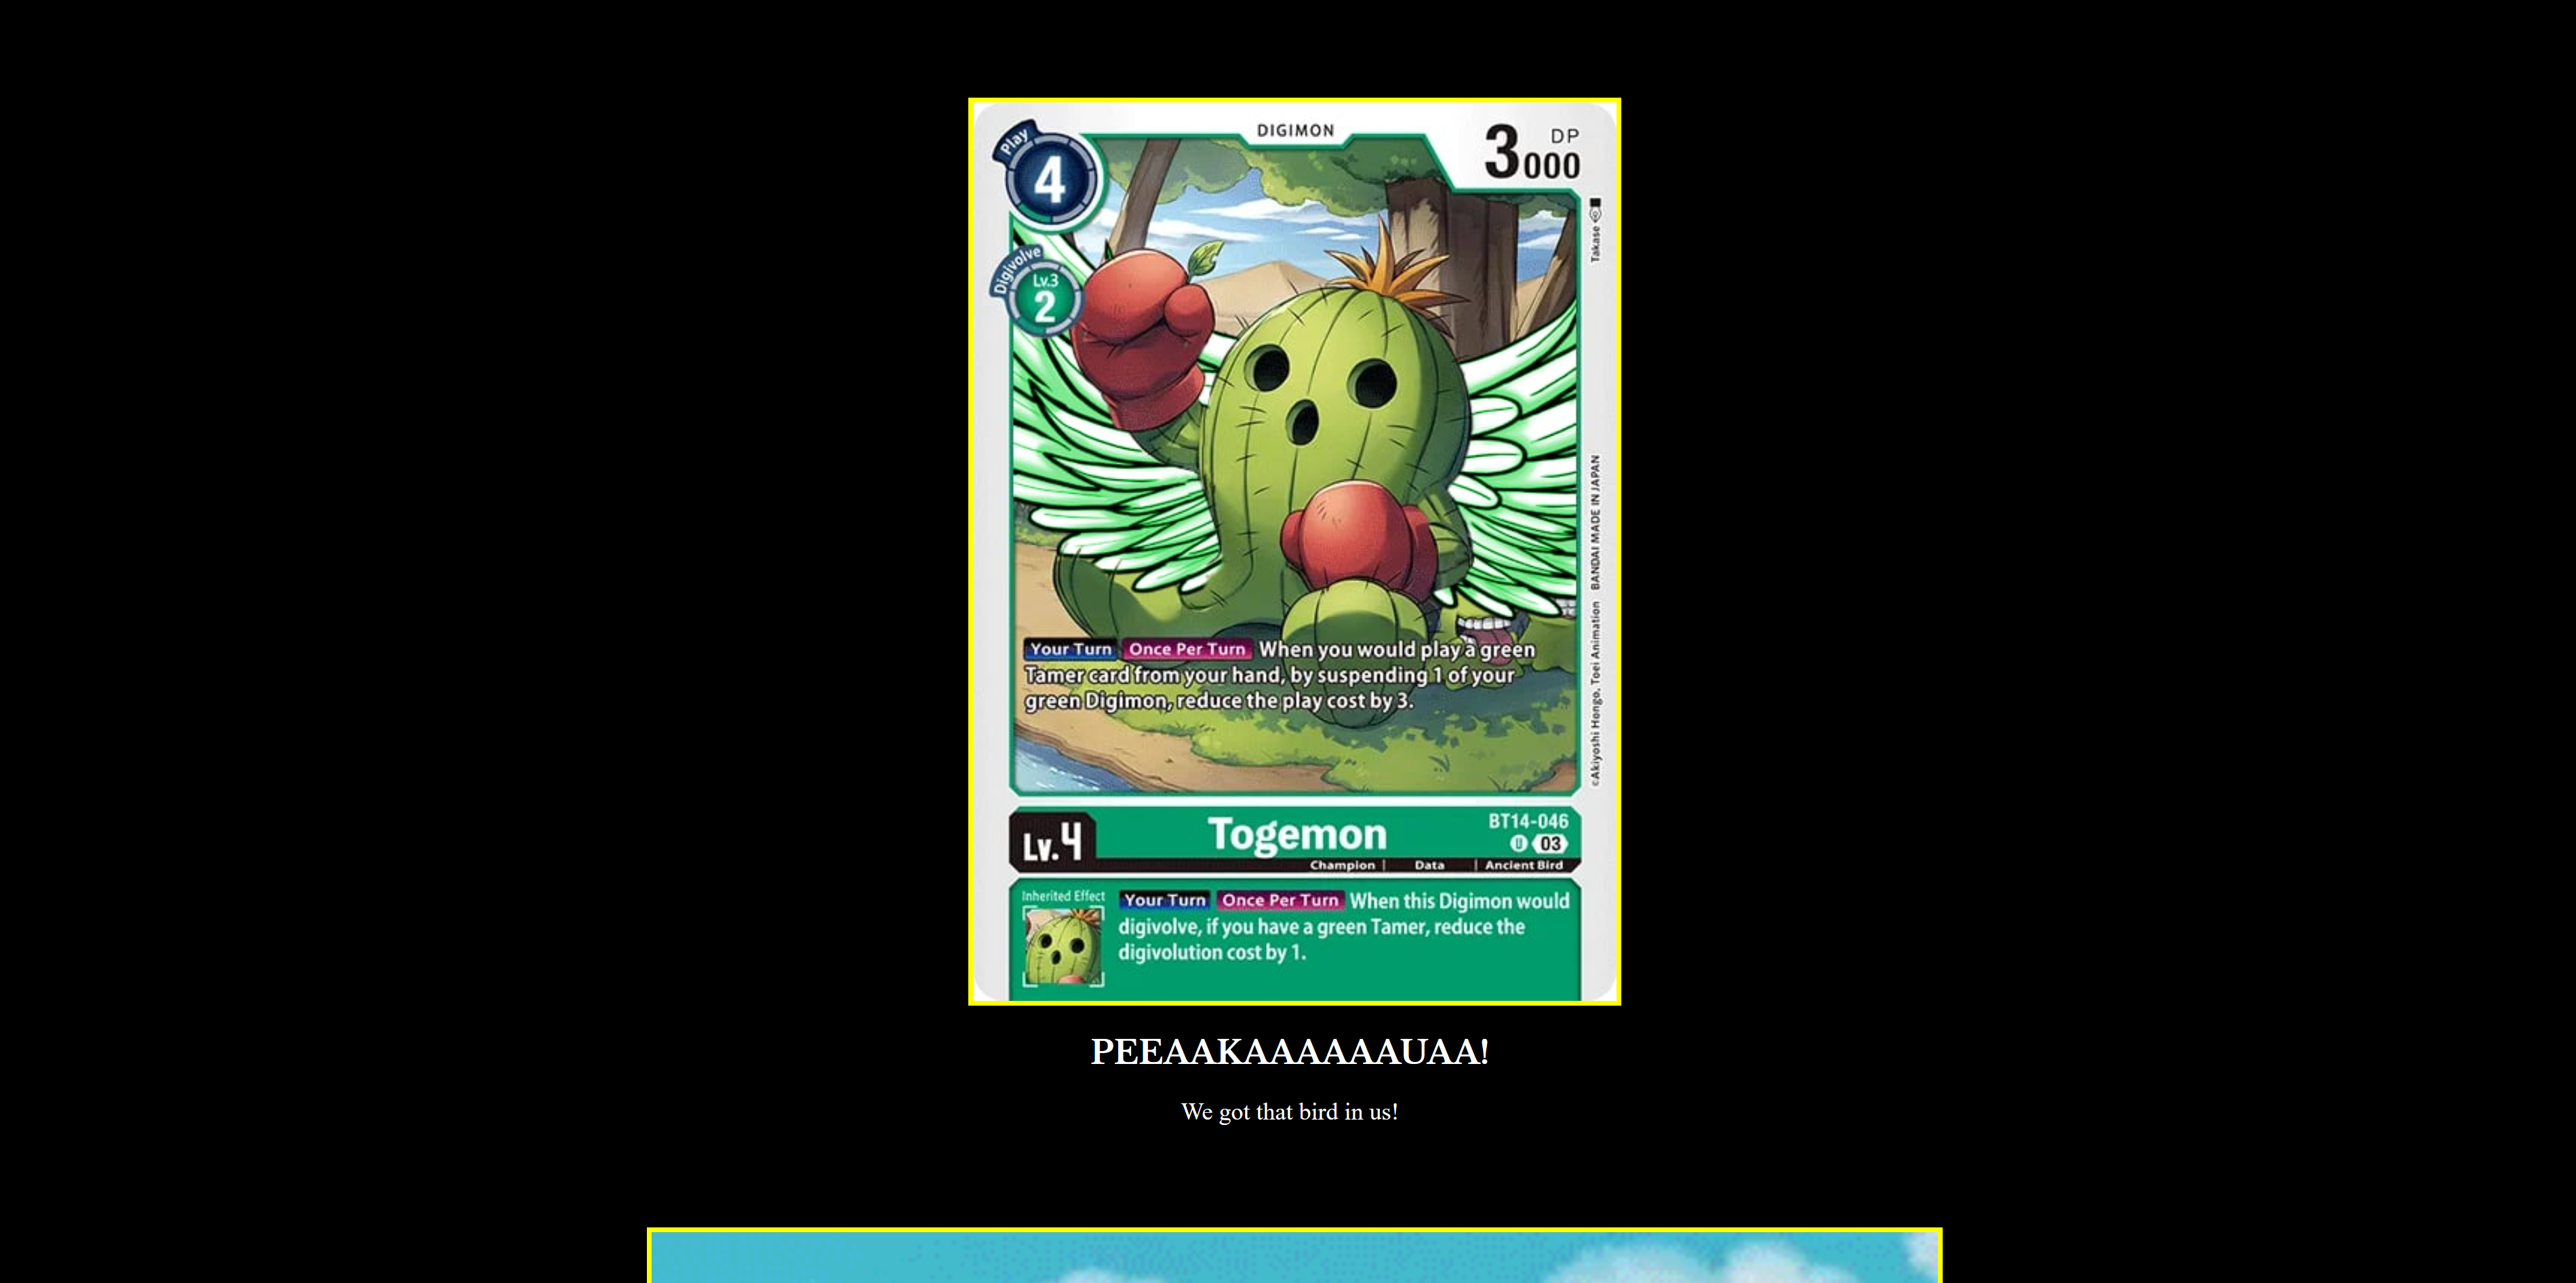 DIGIMON
Play
4
3000
DP
Digivolve
Lv.3
2
Takase
BANDAI MADE IN JAPAN
©Akiyoshi Hongo, Toei Animation
Your Turn Once Per Turn When you would play a green
Tamer card from your hand, by suspending 1 of your
green Digimon, reduce the play cost by 3.
Lv.4
Togemon
BT14-046
U 03
Champion | Data | Ancient Bird
Inherited Effect
Your Turn Once Per Turn When this Digimon would
digivolve, if you have a green Tamer, reduce the
digivolution cost by 1.
PEEAAKAAAAAAUAA!
We got that bird in us!